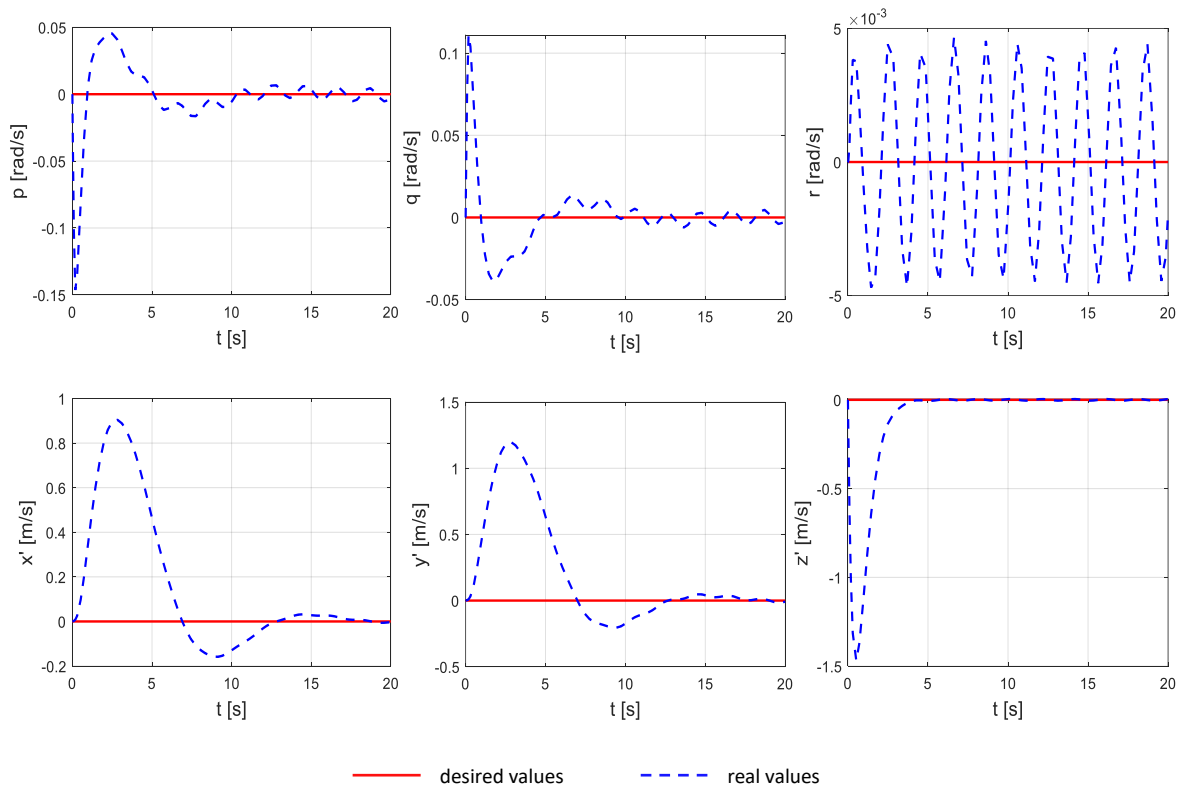 0.05
0
-0.05
-0.1
-0.15
p [rad/s]
0 5 10 15 20
t [s]
0.1
0.05
0
-0.05
q [rad/s]
0 5 10 15 20
t [s]
×10⁻³
5
0
-5
r [rad/s]
0 5 10 15 20
t [s]
1
0.8
0.6
0.4
0.2
0
-0.2
x' [m/s]
0 5 10 15 20
t [s]
1.5
1
0.5
0
-0.5
y' [m/s]
0 5 10 15 20
t [s]
0
-0.5
-1
-1.5
z' [m/s]
0 5 10 15 20
t [s]
desired values real values